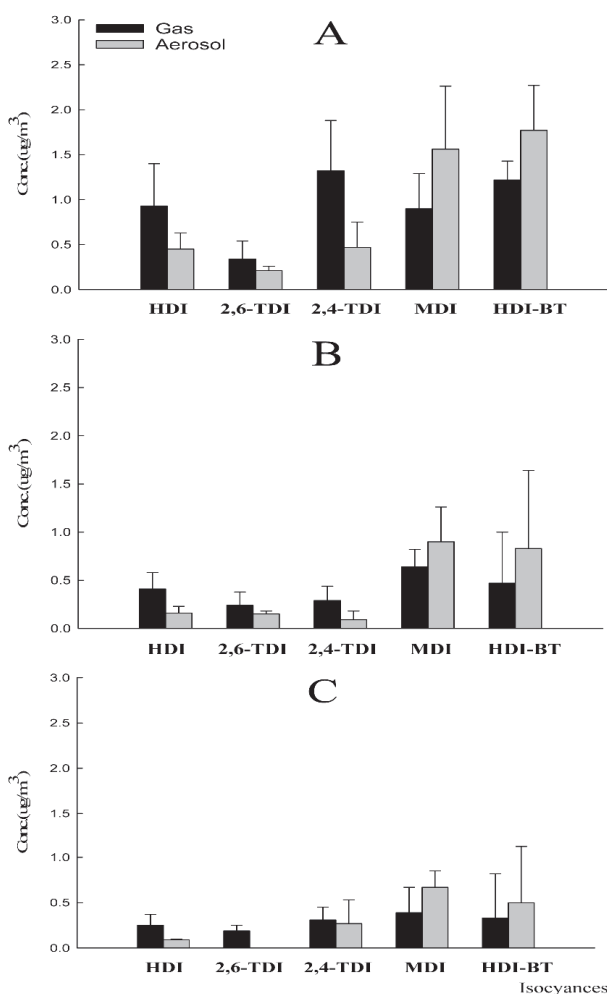 A
Gas
Aerosol
Conc.(ug/m3)
3.0
2.5
2.0
1.5
1.0
0.5
0.0
HDI 2,6-TDI 2,4-TDI MDI HDI-BT
B
Conc.(ug/m3)
3.0
2.5
2.0
1.5
1.0
0.5
0.0
HDI 2,6-TDI 2,4-TDI MDI HDI-BT
C
Conc.(ug/m3)
3.0
2.5
2.0
1.5
1.0
0.5
0.0
HDI 2,6-TDI 2,4-TDI MDI HDI-BT
Isocyances